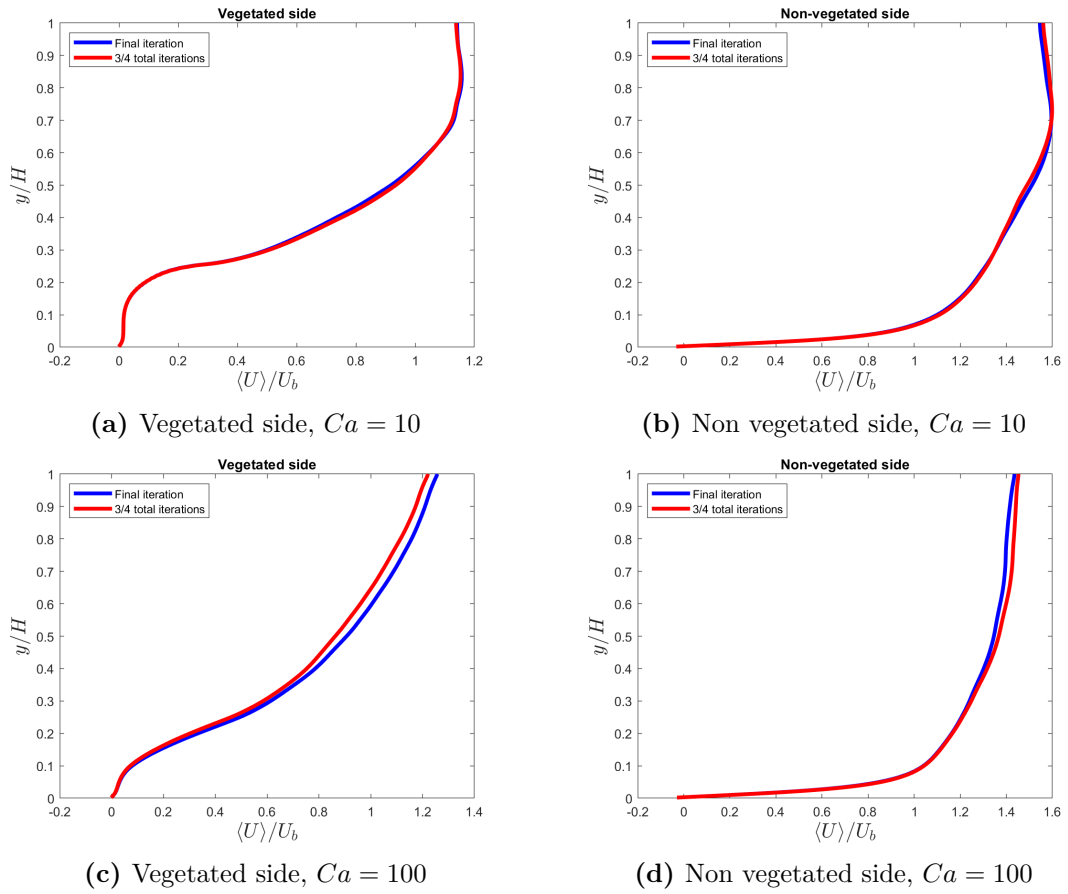 Vegetated side
1
0.9
0.8
0.7
0.6
0.5
0.4
0.3
0.2
0.1
0
y/H
Final iteration
3/4 total iterations
-0.2 0 0.2 0.4 0.6 0.8 1 1.2
⟨U⟩/U_b
(a) Vegetated side, Ca = 10
Non-vegetated side
1
0.9
0.8
0.7
0.6
0.5
0.4
0.3
0.2
0.1
0
y/H
Final iteration
3/4 total iterations
-0.2 0 0.2 0.4 0.6 0.8 1 1.2 1.4 1.6
⟨U⟩/U_b
(b) Non vegetated side, Ca = 10
Vegetated side
1
0.9
0.8
0.7
0.6
0.5
0.4
0.3
0.2
0.1
0
y/H
Final iteration
3/4 total iterations
-0.2 0 0.2 0.4 0.6 0.8 1 1.2 1.4
⟨U⟩/U_b
(c) Vegetated side, Ca = 100
Non-vegetated side
1
0.9
0.8
0.7
0.6
0.5
0.4
0.3
0.2
0.1
0
y/H
Final iteration
3/4 total iterations
-0.2 0 0.2 0.4 0.6 0.8 1 1.2 1.4 1.6
⟨U⟩/U_b
(d) Non vegetated side, Ca = 100